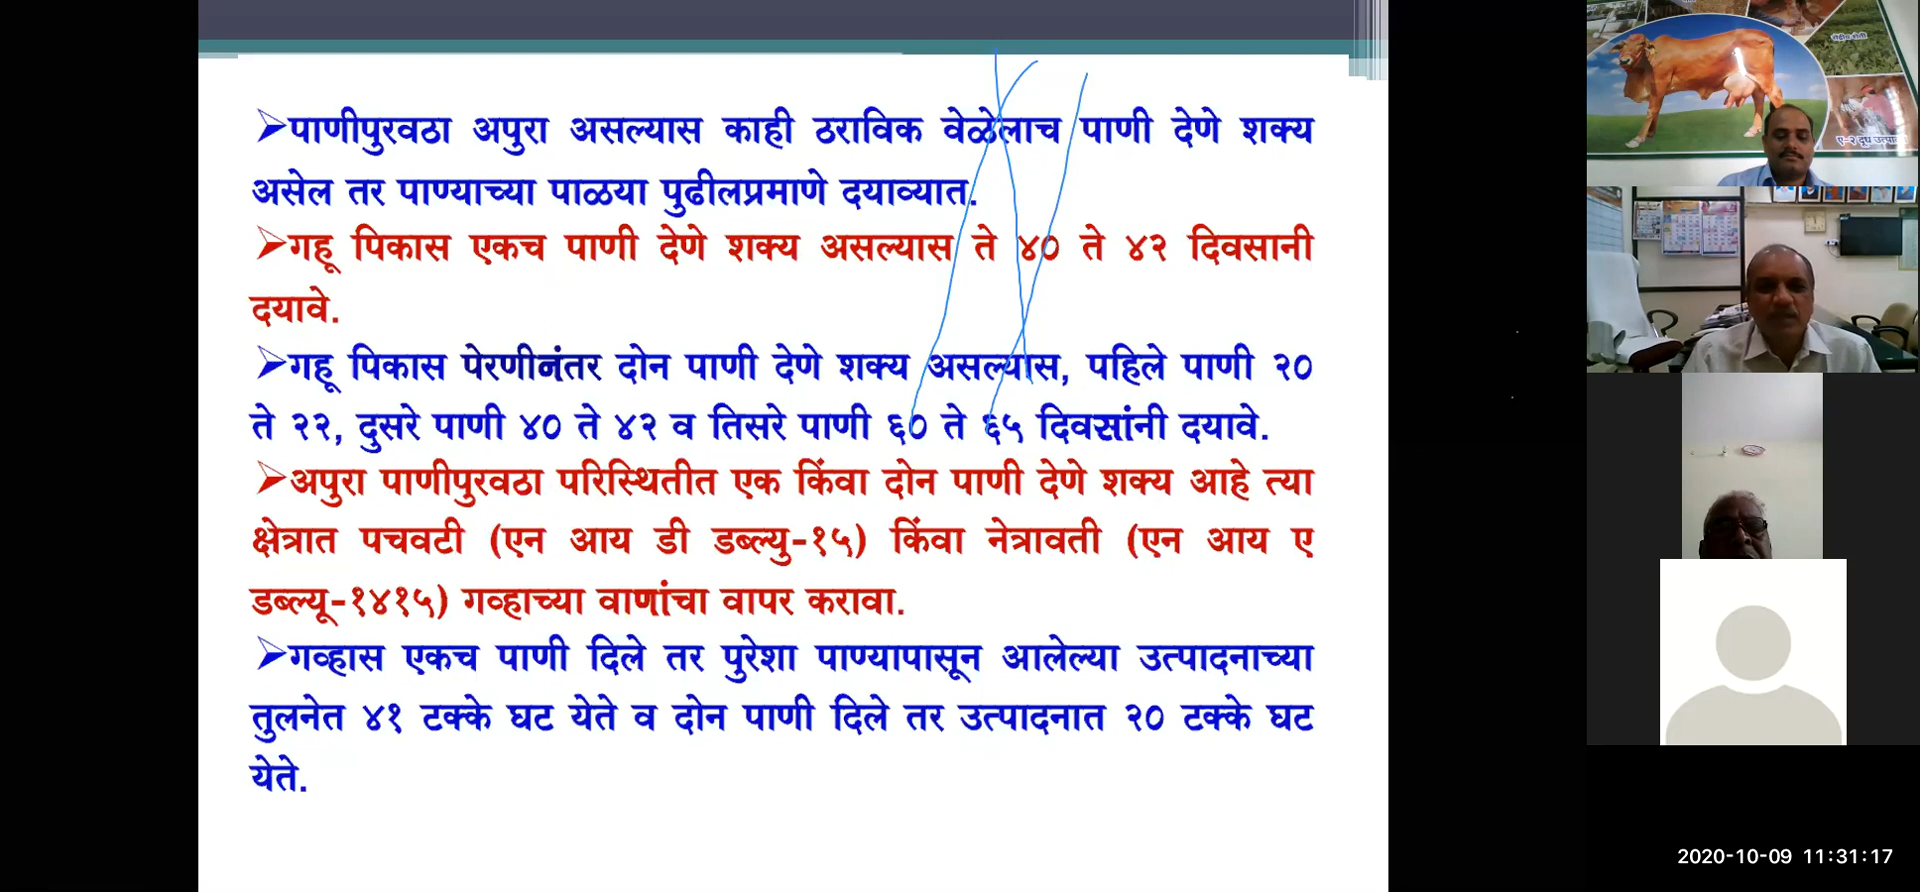 ➢पाणीपुरवठा अपुरा असल्यास काही ठराविक वेळेलाच पाणी देणे शक्य
असेल तर पाण्याच्या पाळया पुढीलप्रमाणे दयाव्यात.
➢गहू पिकास एकच पाणी देणे शक्य असल्यास ते ४० ते ४२ दिवसानी
दयावे.
➢गहू पिकास पेरणीनंतर दोन पाणी देणे शक्य असल्यास, पहिले पाणी २०
ते २२, दुसरे पाणी ४० ते ४२ व तिसरे पाणी ६० ते ६५ दिवसांनी दयावे.
➢अपुरा पाणीपुरवठा परिस्थितीत एक किंवा दोन पाणी देणे शक्य आहे त्या
क्षेत्रात पचवटी (एन आय डी डब्ल्यु-१५) किंवा नेत्रावती (एन आय ए
डब्ल्यू-१४१५) गव्हाच्या वाणांचा वापर करावा.
➢गव्हास एकच पाणी दिले तर पुरेशा पाण्यापासून आलेल्या उत्पादनाच्या
तुलनेत ४१ टक्के घट येते व दोन पाणी दिले तर उत्पादनात २० टक्के घट
येते.
2020-10-09 11:31:17